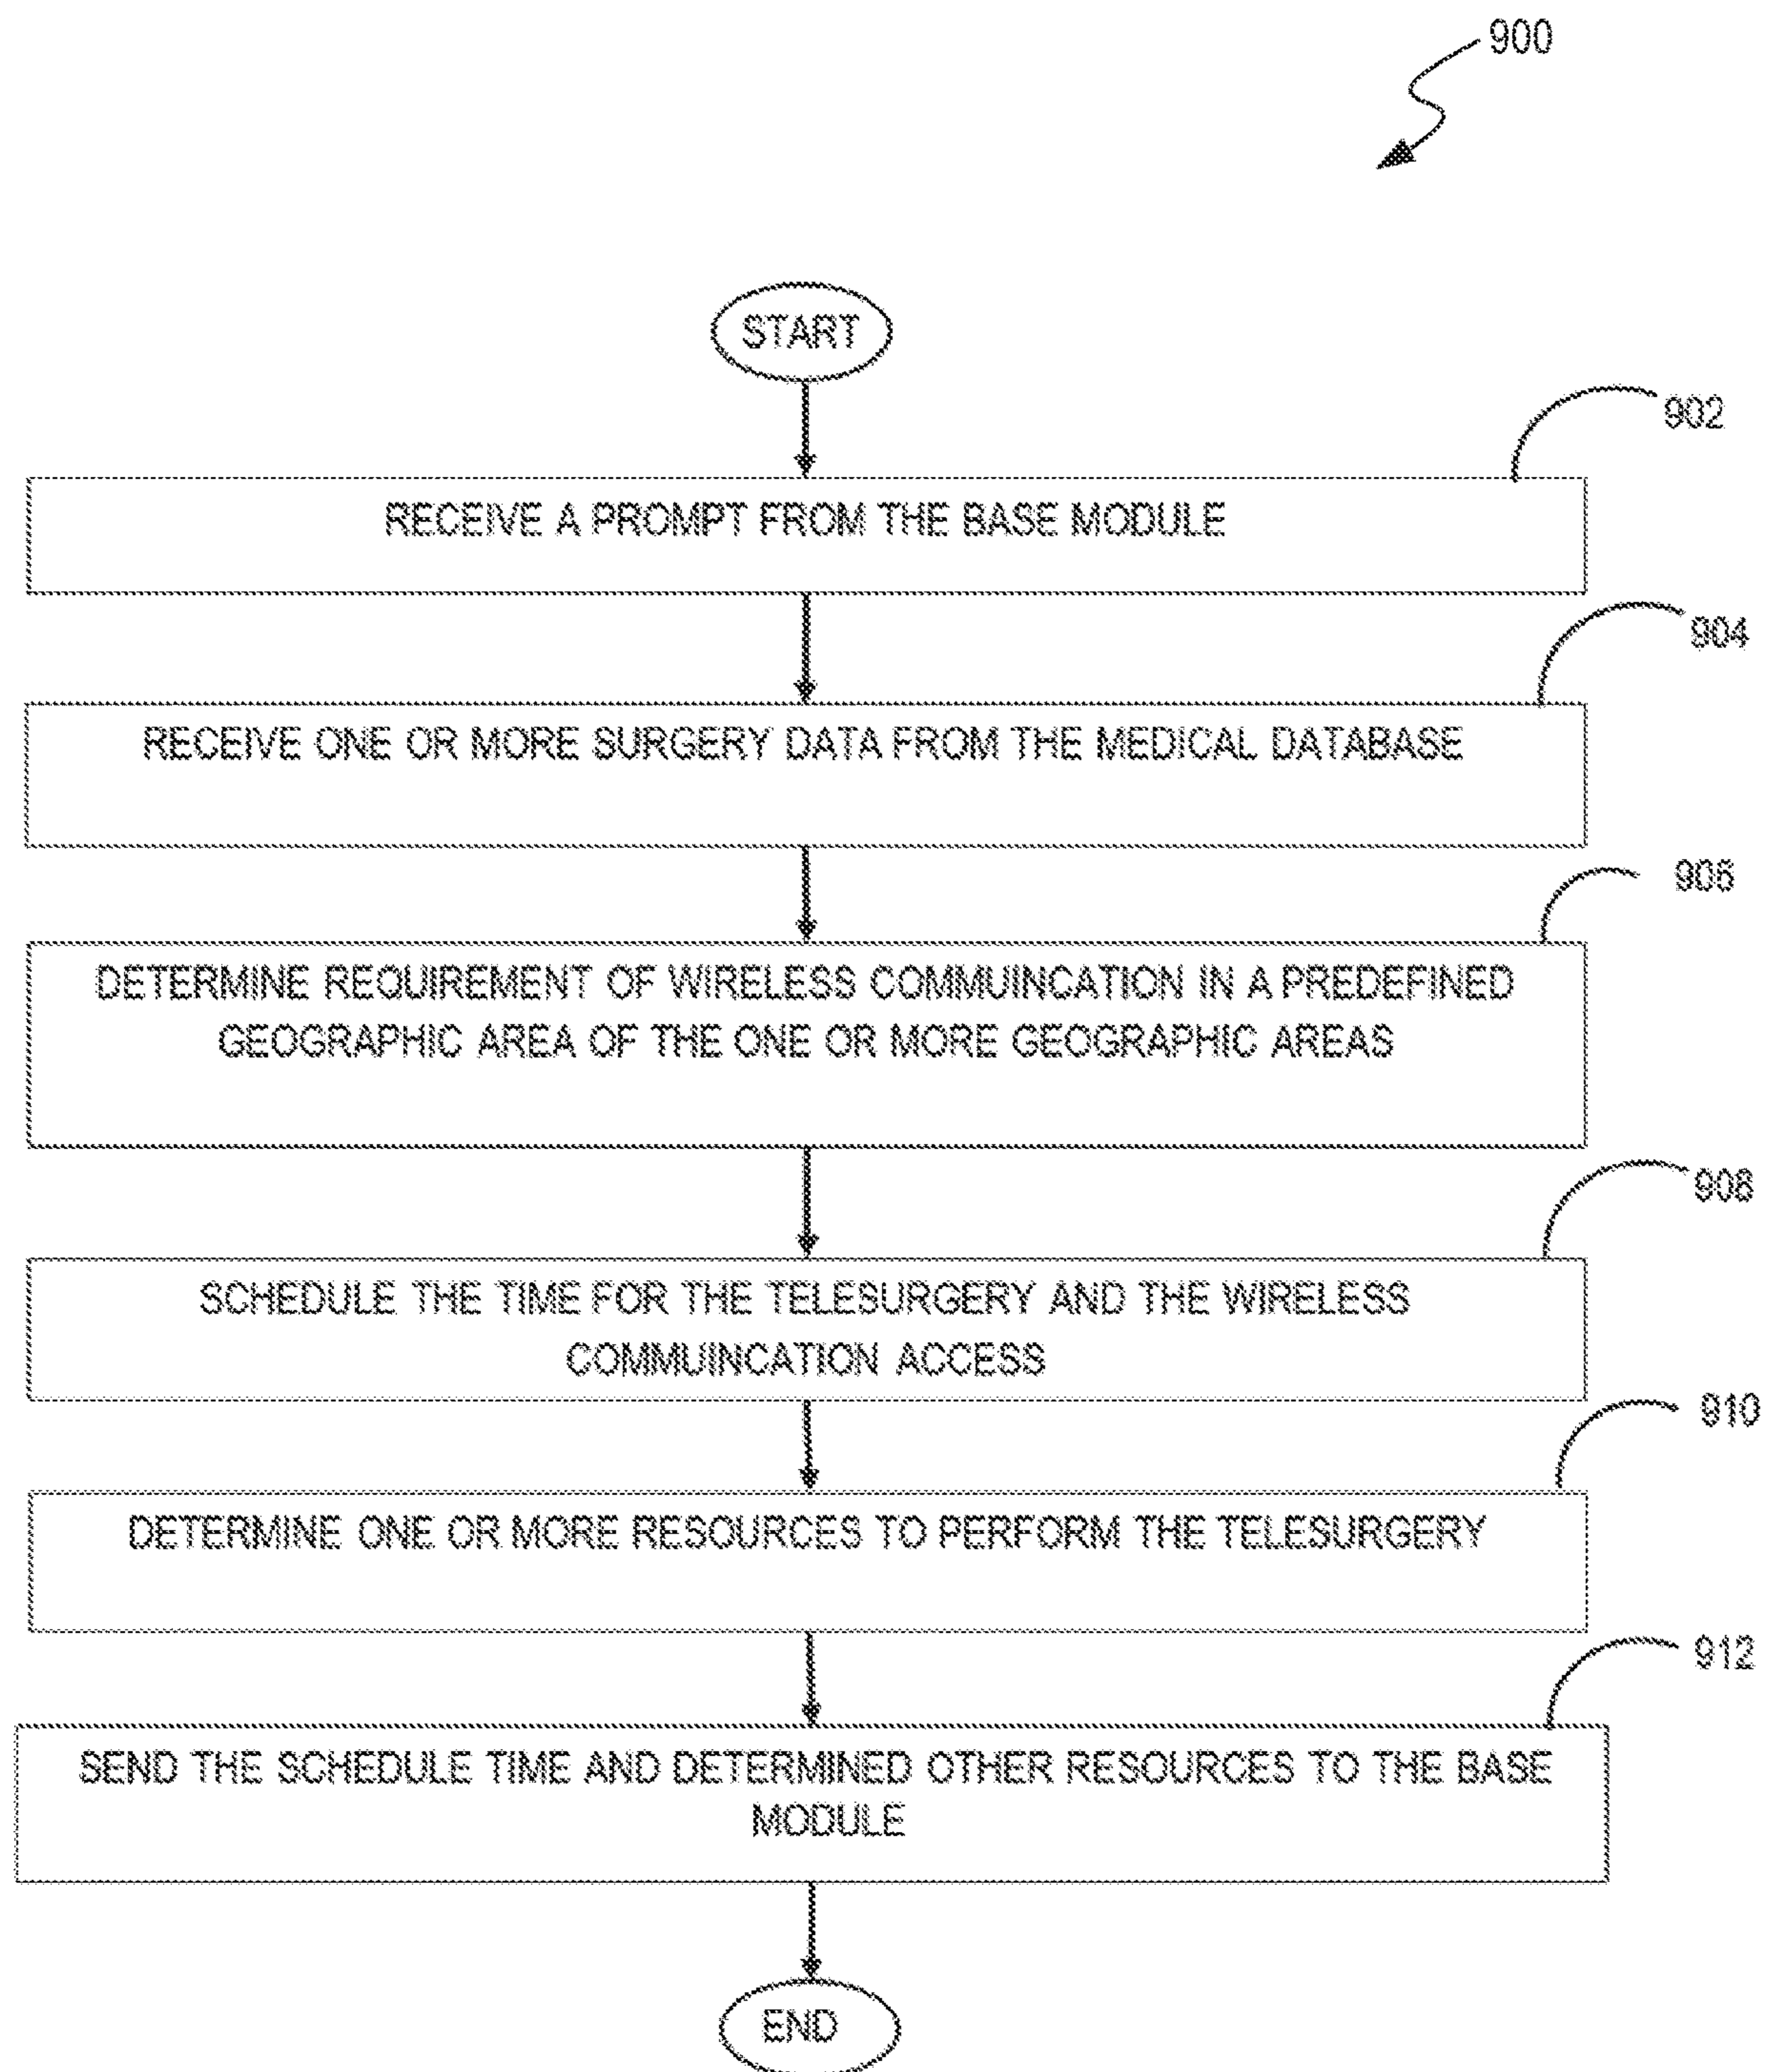 900
START
902
RECEIVE A PROMPT FROM THE BASE MODULE
904
RECEIVE ONE OR MORE SURGERY DATA FROM THE MEDICAL DATABASE
906
DETERMINE REQUIREMENT OF WIRELESS COMMUINCATION IN A PREDEFINED
GEOGRAPHIC AREA OF THE ONE OR MORE GEOGRAPHIC AREAS
908
SCHEDULE THE TIME FOR THE TELESURGERY AND THE WIRELESS
COMMUINCATION ACCESS
910
DETERMINE ONE OR MORE RESOURCES TO PERFORM THE TELESURGERY
912
SEND THE SCHEDULE TIME AND DETERMINED OTHER RESOURCES TO THE BASE
MODULE
END